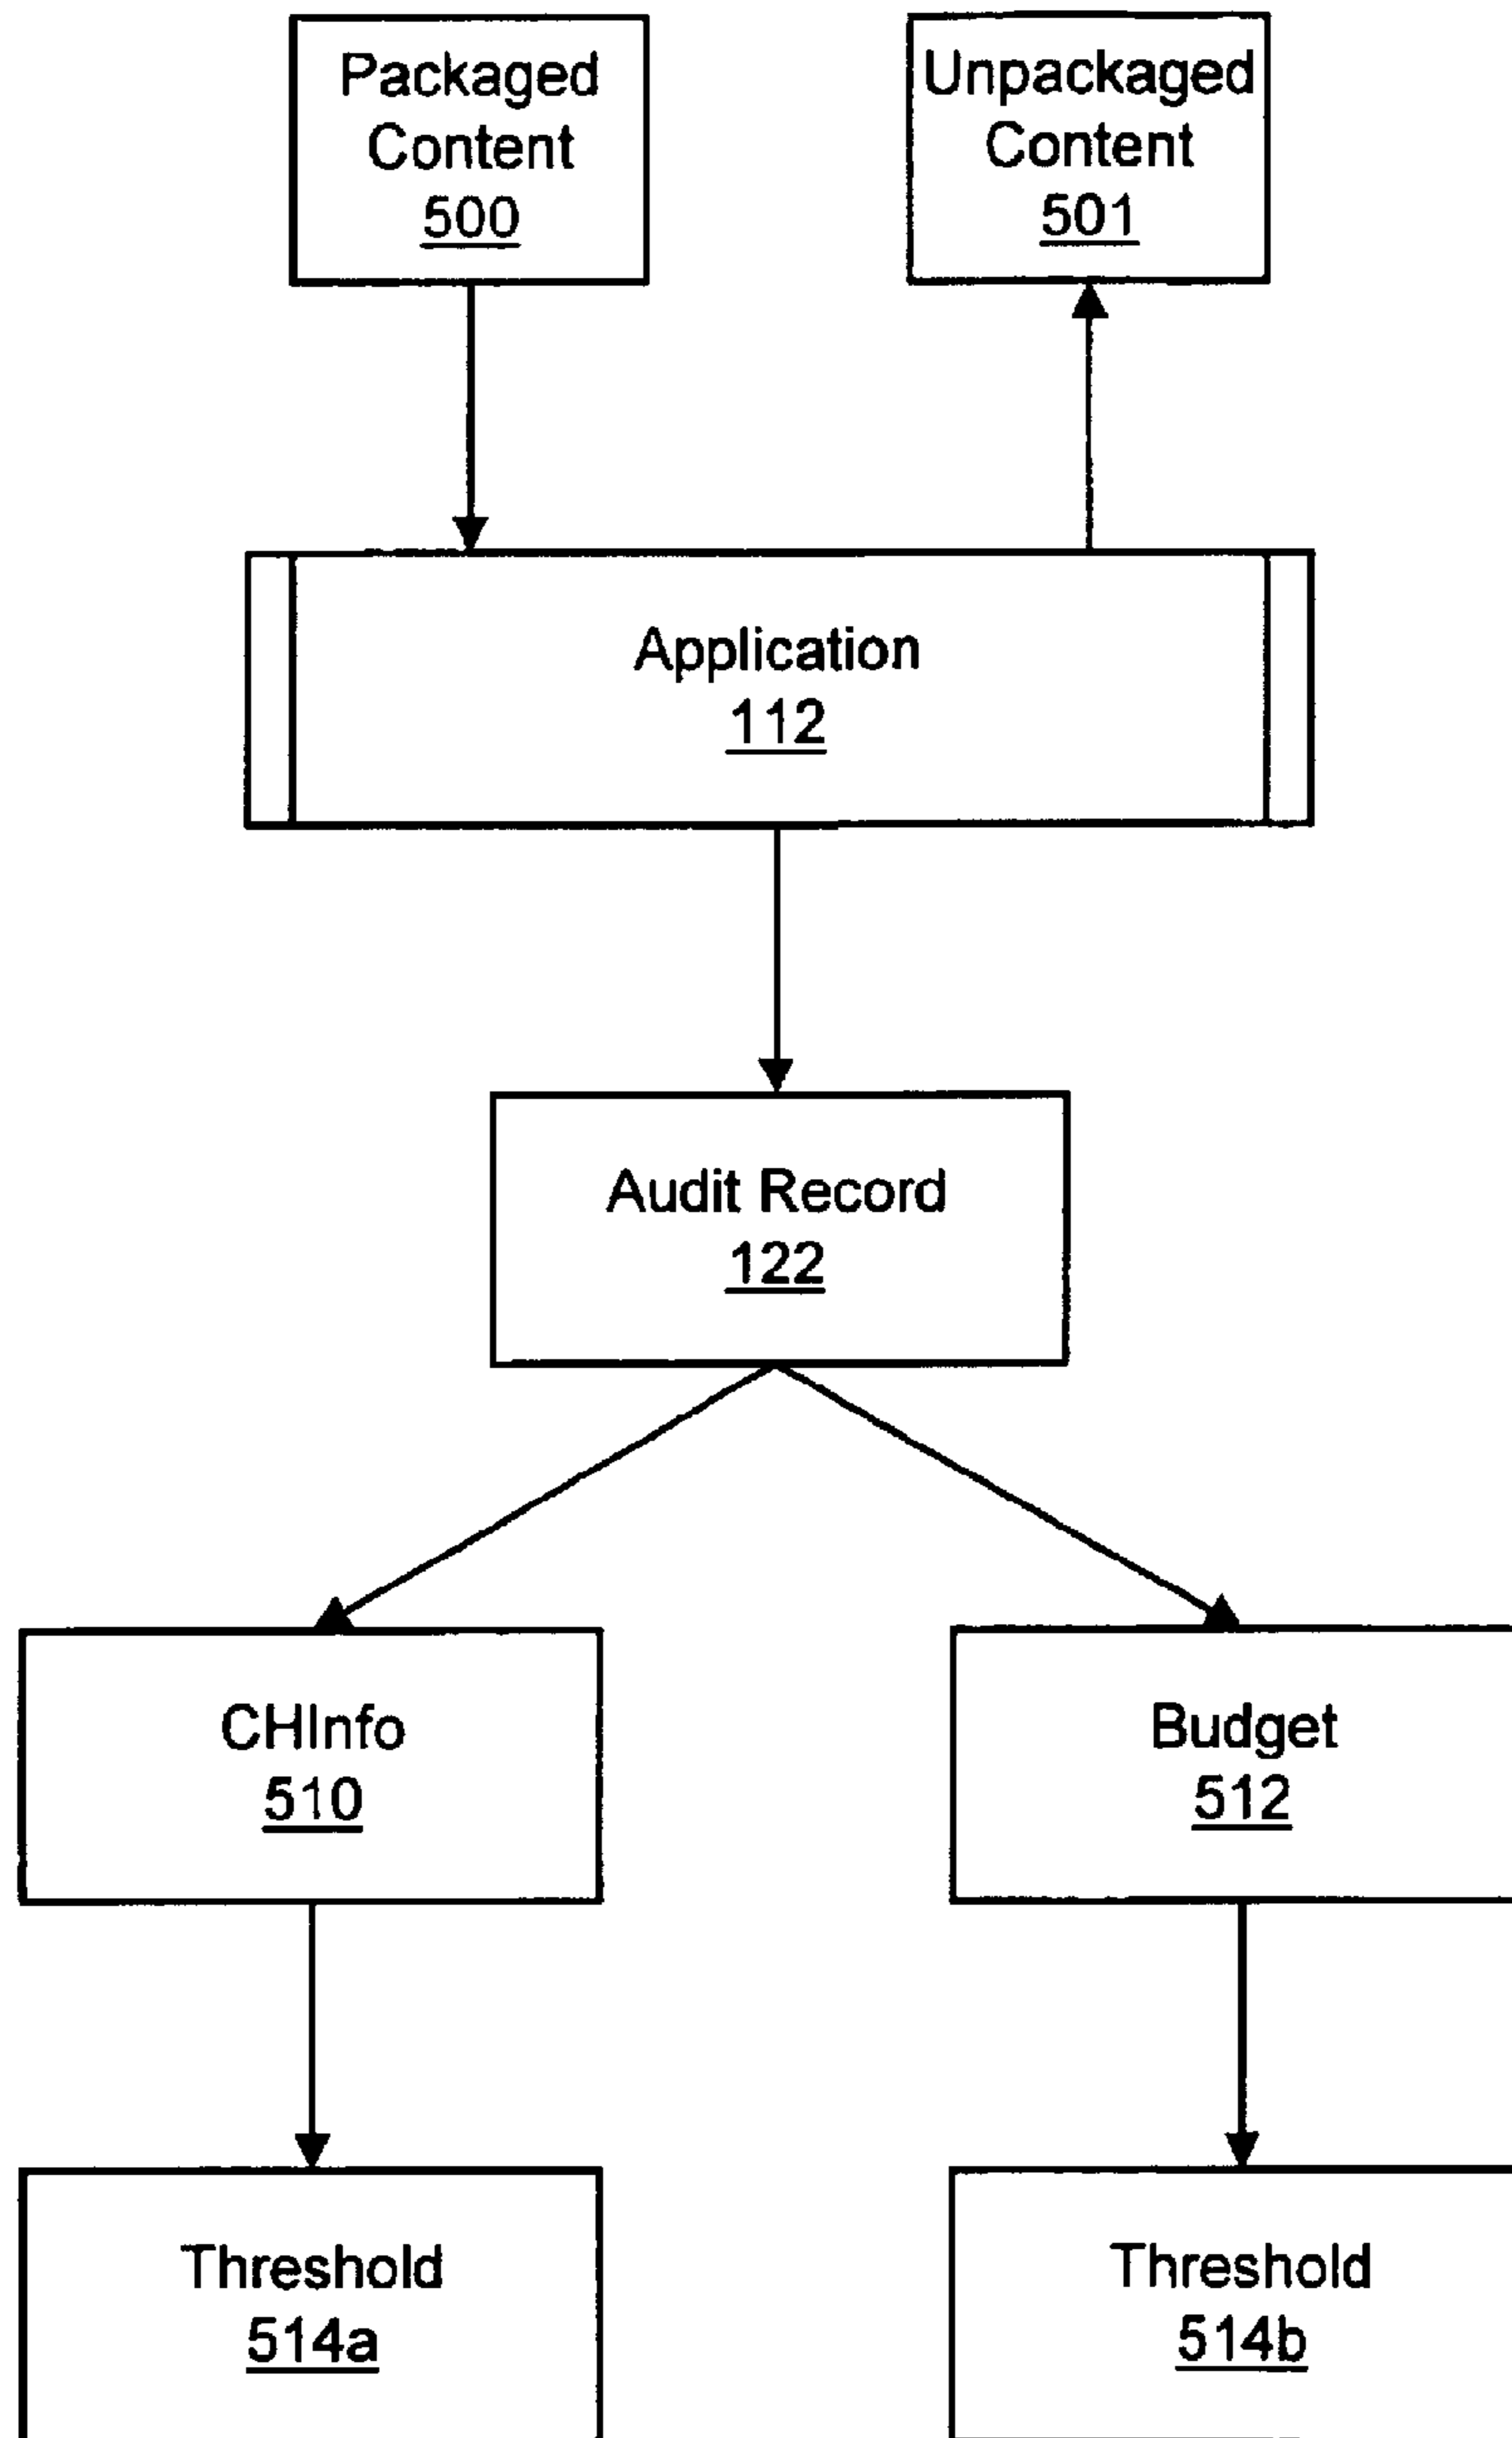 Packaged
Content
500
Unpackaged
Content
501
Application
112
Audit Record
122
CHInfo
510
Budget
512
Threshold
514a
Threshold
514b